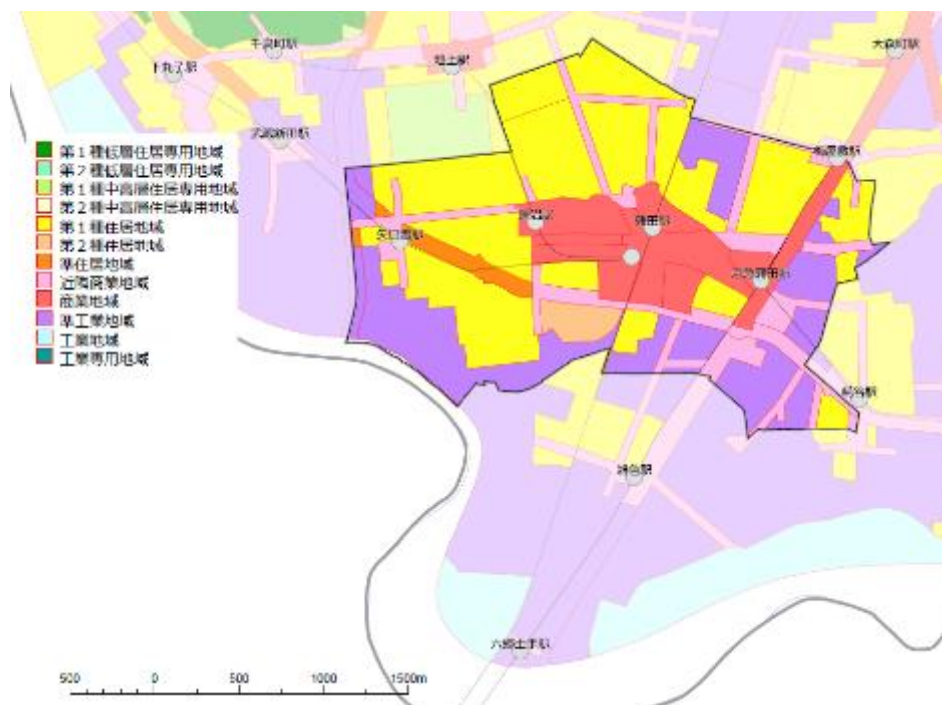 千鳥町駅
下丸子駅
池上駅
大森町駅
武蔵新田駅
梅屋敷駅
蓮沼駅
蒲田駅
矢口渡駅
京急蒲田駅
糀谷駅
雑色駅
六郷土手駅
第１種低層住居専用地域
第２種低層住居専用地域
第１種中高層住居専用地域
第２種中高層住居専用地域
第１種住居地域
第２種住居地域
準住居地域
近隣商業地域
商業地域
準工業地域
工業地域
工業専用地域
500 0 500 1000 1500m